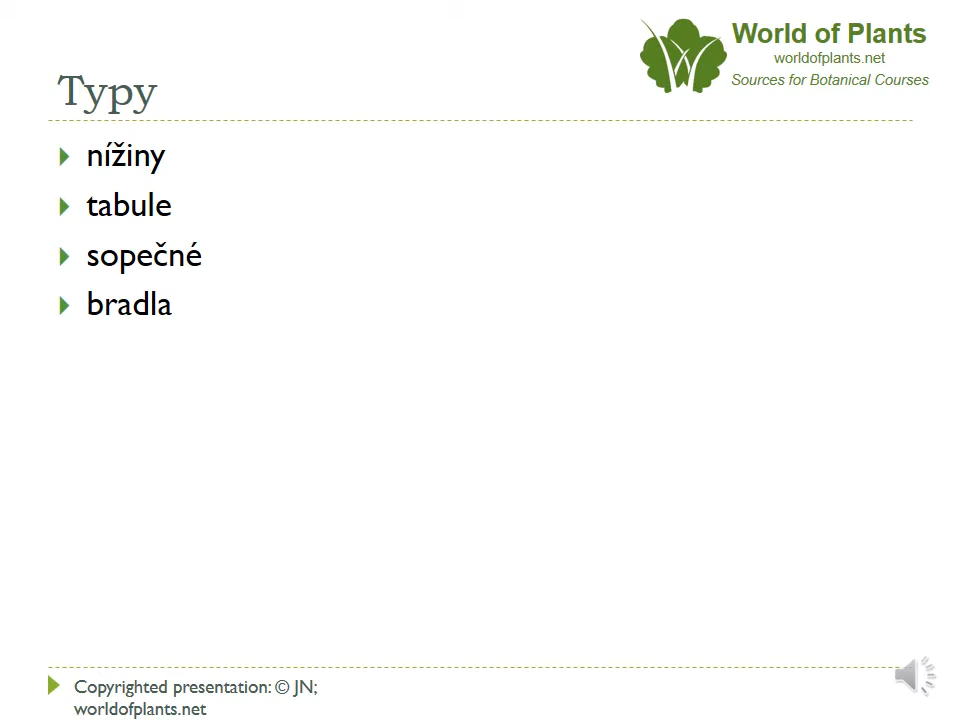 World of Plants
worldofplants.net
Sources for Botanical Courses
Typy
nížiny
tabule
sopečné
bradla
Copyrighted presentation: © JN;
worldofplants.net